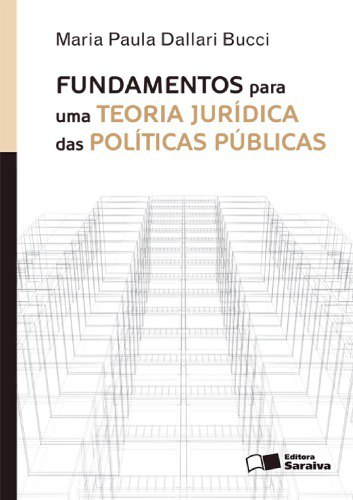 Maria Paula Dallari Bucci
FUNDAMENTOS para
uma TEORIA JURÍDICA
das POLÍTICAS PÚBLICAS
Editora
Saraiva